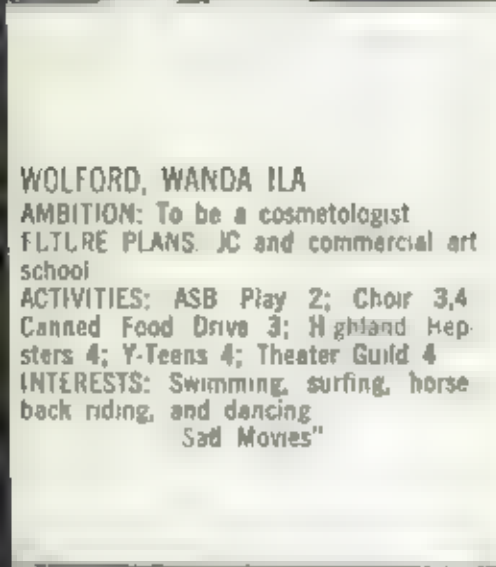 WOLFORD, WANDA ILA
AMBITION: To be a cosmetologist
FUTURE PLANS. JC and commercial art
school
ACTIVITIES: ASB Play 2; Choir 3,4
Canned Food Drive 3; Highland Hep-
sters 4; Y-Teens 4; Theater Guild 4
INTERESTS: Swimming, surfing, horse
back riding, and dancing
Sad Movies"